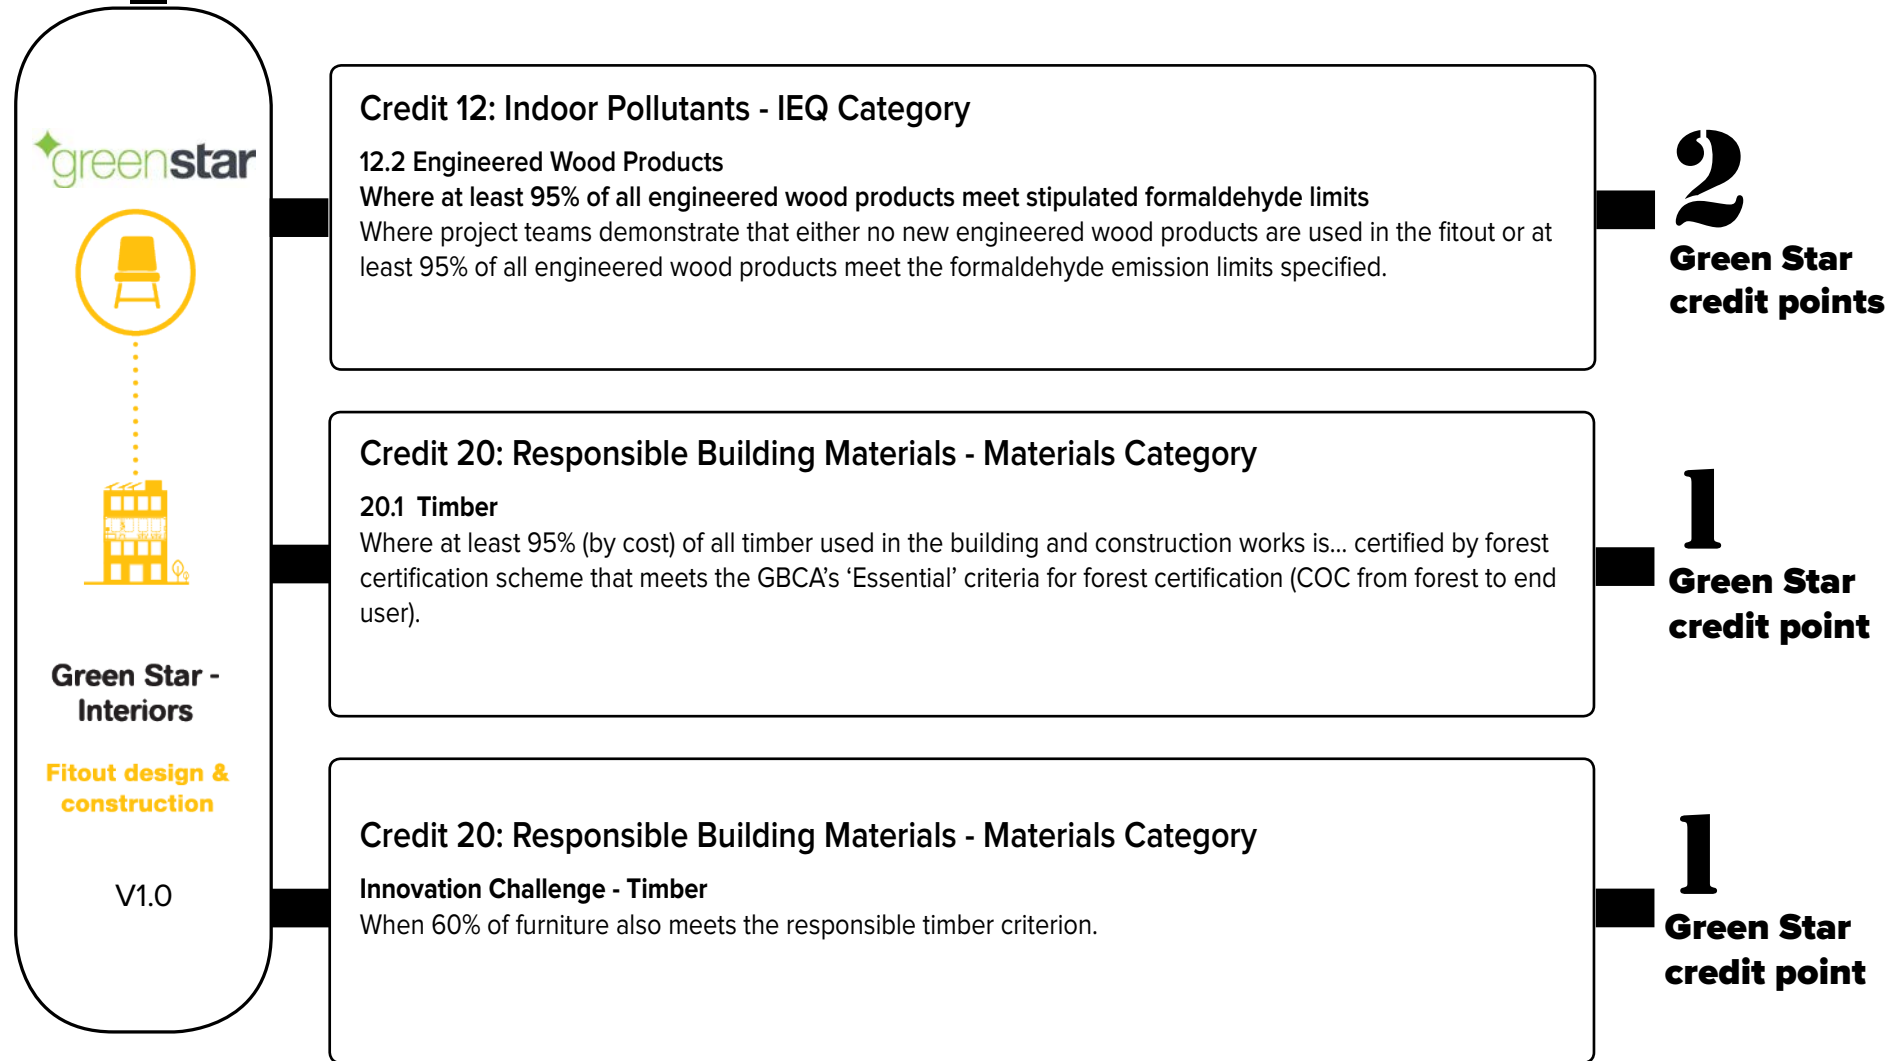 greenstar
Green Star -
Interiors
Fitout design &
construction
V1.0
Credit 12: Indoor Pollutants - IEQ Category
12.2 Engineered Wood Products
Where at least 95% of all engineered wood products meet stipulated formaldehyde limits
Where project teams demonstrate that either no new engineered wood products are used in the fitout or at
least 95% of all engineered wood products meet the formaldehyde emission limits specified.
2
Green Star
credit points
Credit 20: Responsible Building Materials - Materials Category
20.1 Timber
Where at least 95% (by cost) of all timber used in the building and construction works is... certified by forest
certification scheme that meets the GBCA’s ‘Essential’ criteria for forest certification (COC from forest to end
user).
1
Green Star
credit point
Credit 20: Responsible Building Materials - Materials Category
Innovation Challenge - Timber
When 60% of furniture also meets the responsible timber criterion.
1
Green Star
credit point